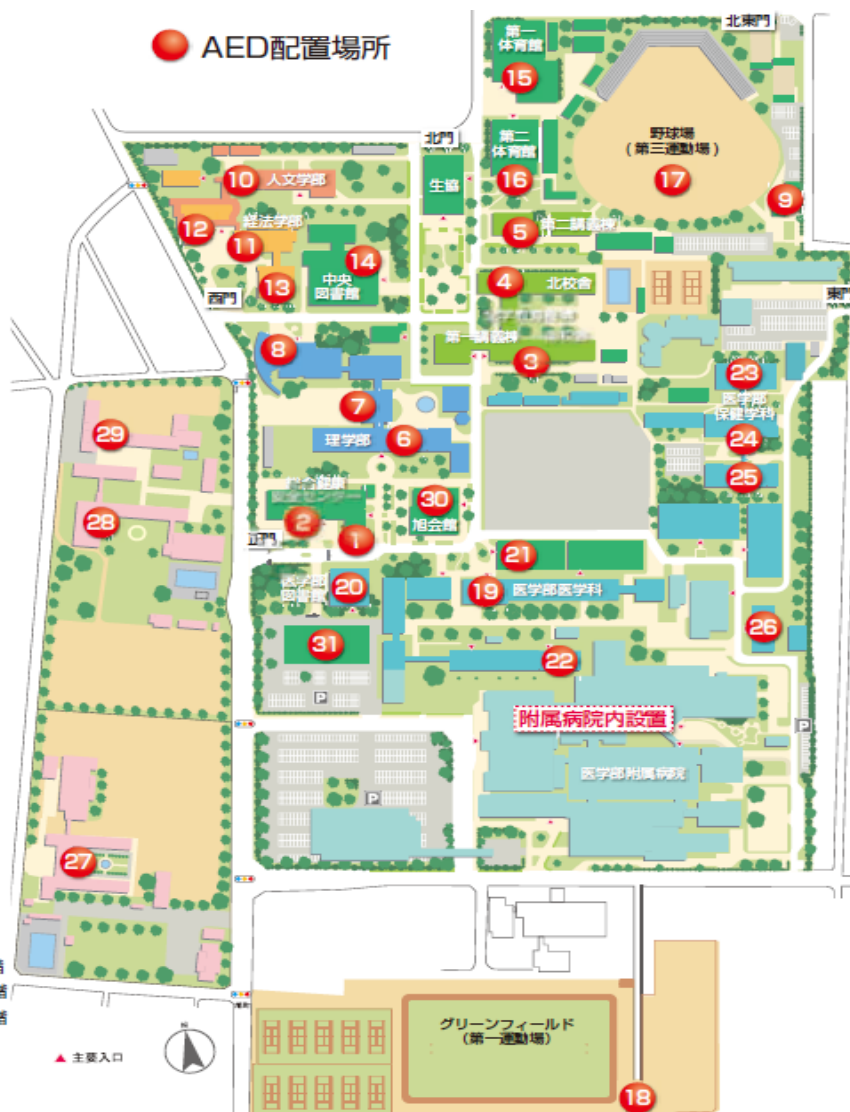 AED配置場所
北東門
第一
体育館
15
北門
第二
体育館
16
野球場
(第三運動場)
17
9
生協
10
人文学部
経法学部
12
11
13
14
中央
図書館
5
第二講義棟
4
北校舎
西門
東門
第一講義棟
3
8
7
理学部
6
23
医学部
保健学科
24
25
29
28
総合健康
安全センター
2
1
30
旭会館
正門
21
医学部
図書館
20
19
医学部医学科
26
31
22
P
附属病院内設置
P
医学部附属病院
P
27
階
階
階
グリーンフィールド
(第一運動場)
18
▲ 主要入口